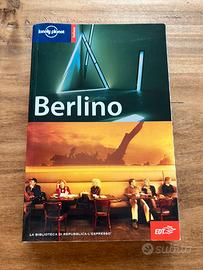 lonely planet
Berlino
LA BIBLIOTECA DI REPUBBLICA-L'ESPRESSO
EDT
subito